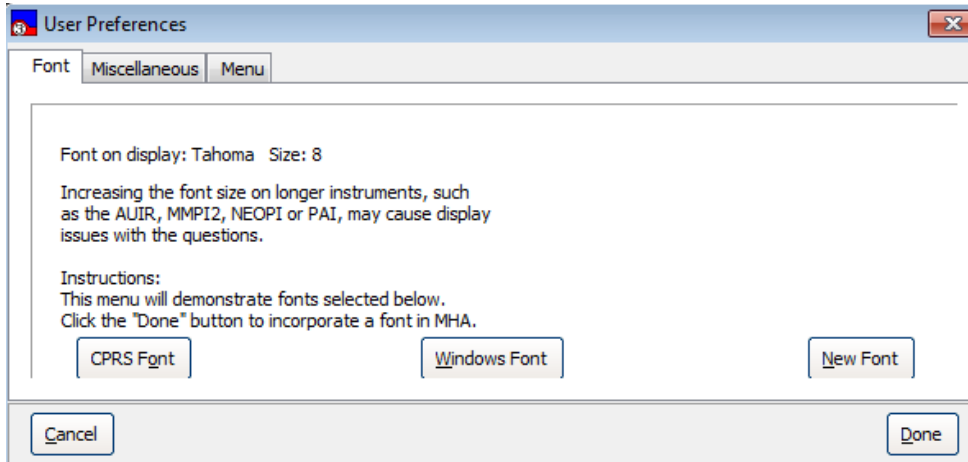 User Preferences
Font Miscellaneous Menu
Font on display: Tahoma Size: 8
Increasing the font size on longer instruments, such
as the AUIR, MMPI2, NEOPI or PAI, may cause display
issues with the questions.
Instructions:
This menu will demonstrate fonts selected below.
Click the "Done" button to incorporate a font in MHA.
CPRS Font Windows Font New Font
Cancel Done